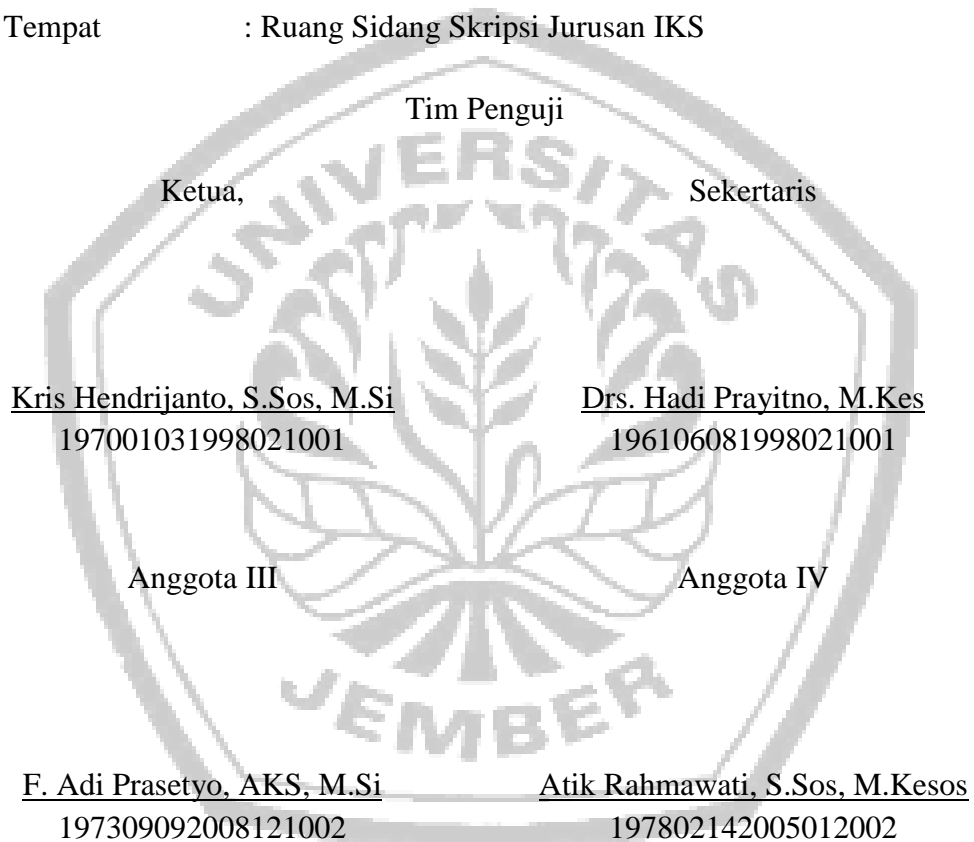 Tempat : Ruang Sidang Skripsi Jurusan IKS
Tim Penguji
Ketua, Sekertaris
UNIVERSITAS
Kris Hendrijanto, S.Sos, M.Si Drs. Hadi Prayitno, M.Kes
197001031998021001 196106081998021001
Anggota III Anggota IV
JEMBER
F. Adi Prasetyo, AKS, M.Si Atik Rahmawati, S.Sos, M.Kesos
197309092008121002 197802142005012002